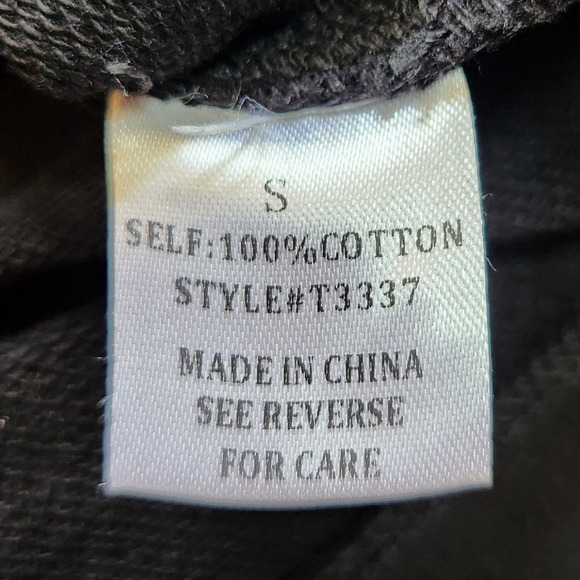 S
SELF:100%COTTON
STYLE#T3337
MADE IN CHINA
SEE REVERSE
FOR CARE